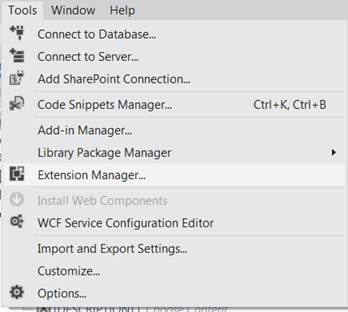 Tools Window Help
Connect to Database...
Connect to Server...
Add SharePoint Connection...
Code Snippets Manager... Ctrl+K, Ctrl+B
Add-in Manager...
Library Package Manager
Extension Manager...
Install Web Components
WCF Service Configuration Editor
Import and Export Settings...
Customize...
Options...